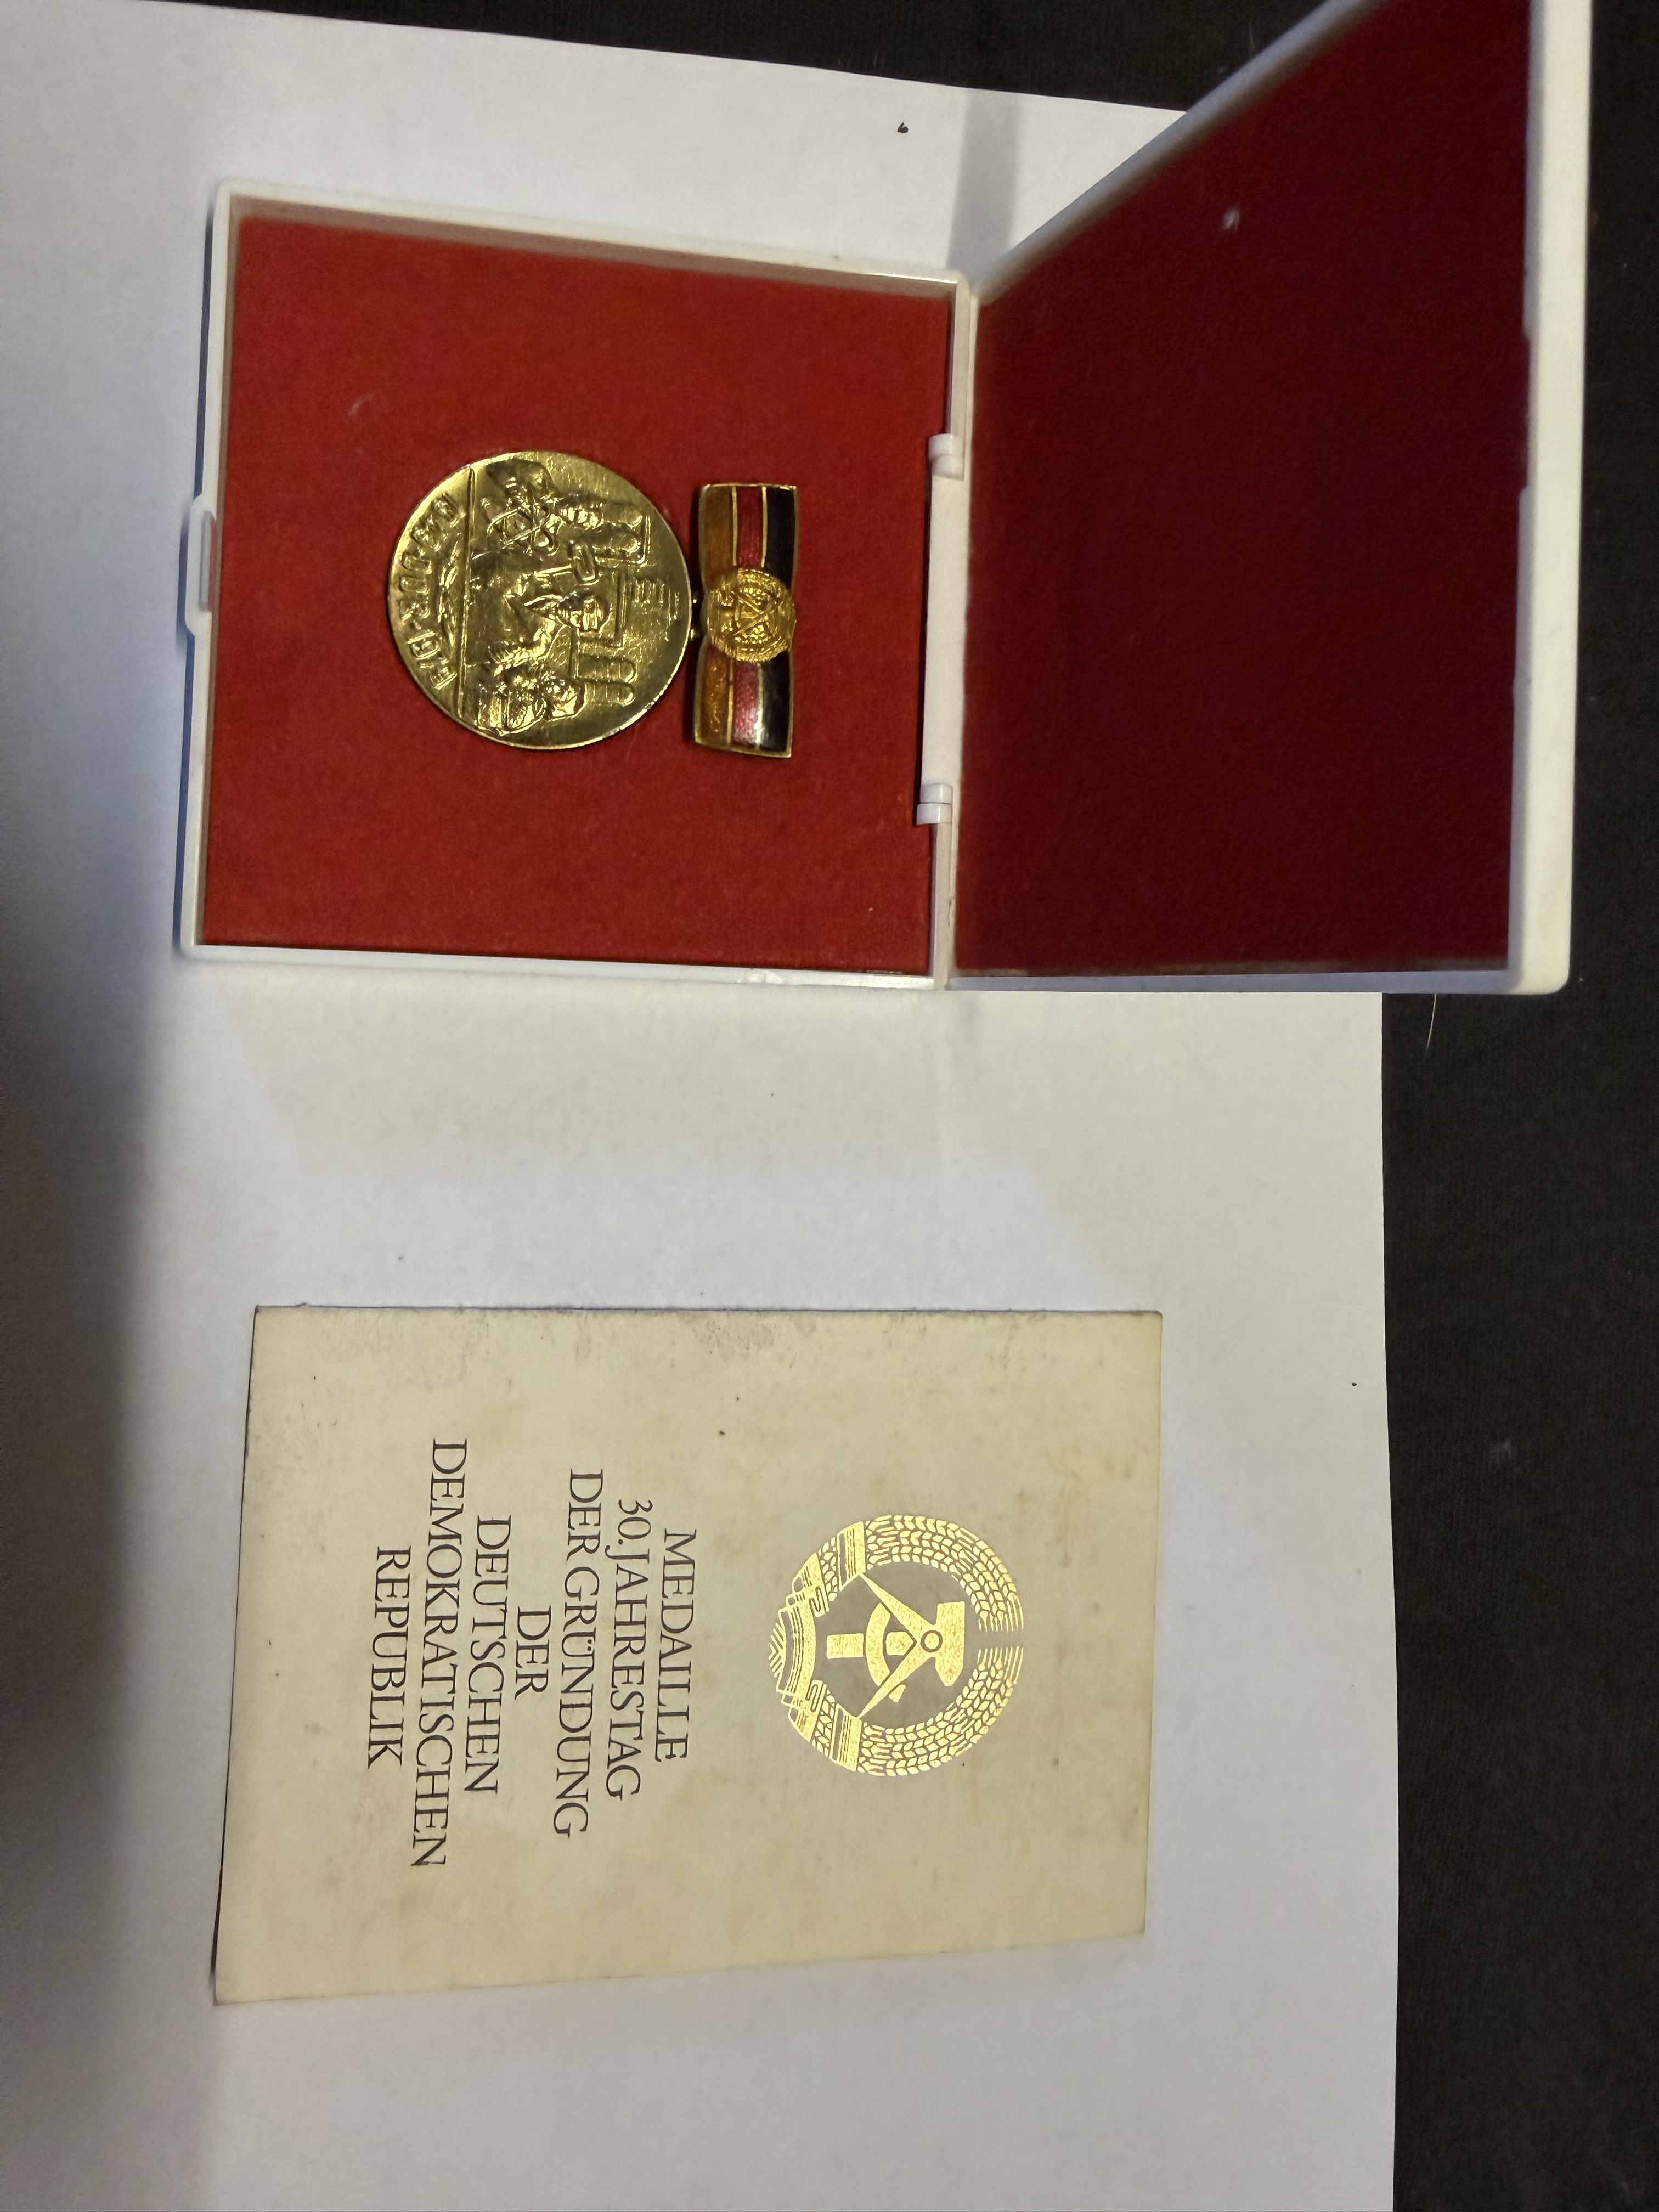 MEDAILLE
30. JAHRESTAG
DER GRÜNDUNG
DER
DEUTSCHEN
DEMOKRATISCHEN
REPUBLIK